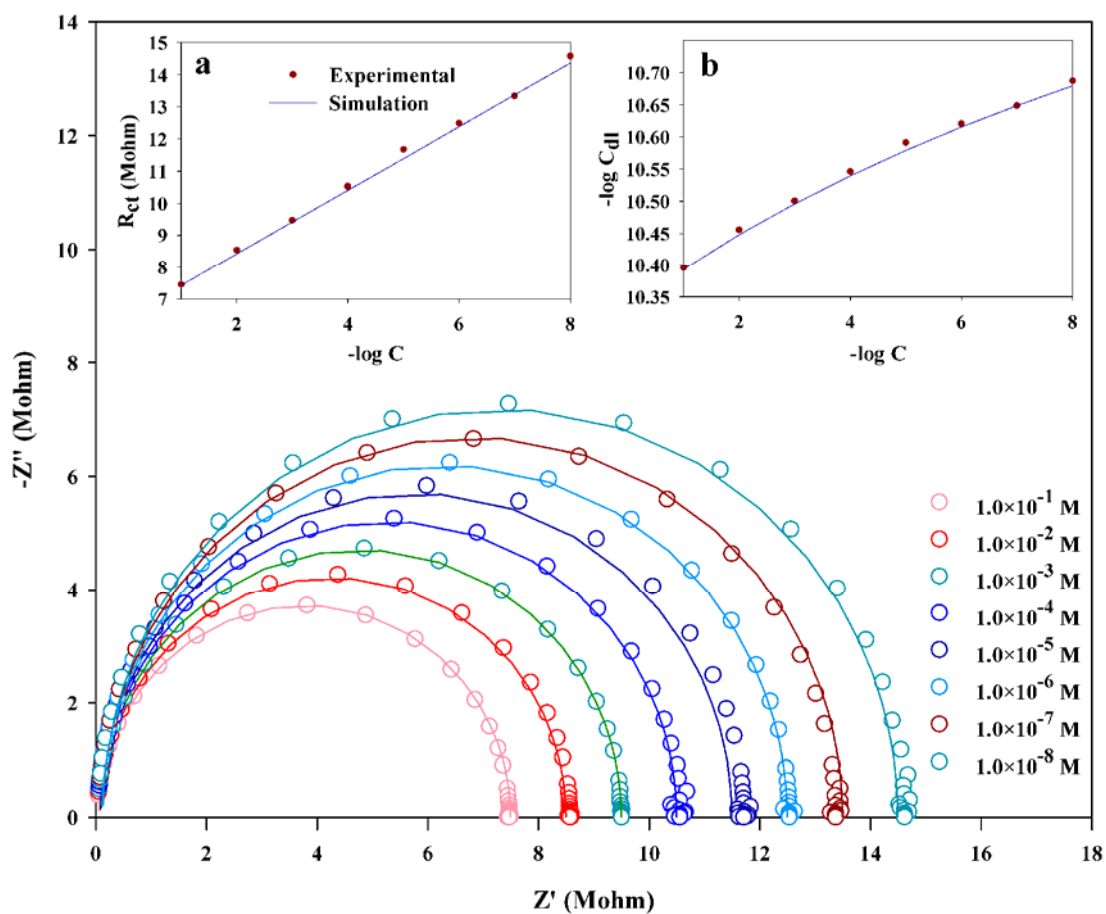 14
12
10
8
6
4
2
0
-Z'' (Mohm)
0 2 4 6 8 10 12 14 16 18
Z' (Mohm)
a
Experimental
Simulation
15
14
13
12
11
10
9
8
7
R_ct (Mohm)
2 4 6 8
-log C
b
10.70
10.65
10.60
10.55
10.50
10.45
10.40
10.35
-log C_dl
2 4 6 8
-log C
1.0×10⁻¹ M
1.0×10⁻² M
1.0×10⁻³ M
1.0×10⁻⁴ M
1.0×10⁻⁵ M
1.0×10⁻⁶ M
1.0×10⁻⁷ M
1.0×10⁻⁸ M